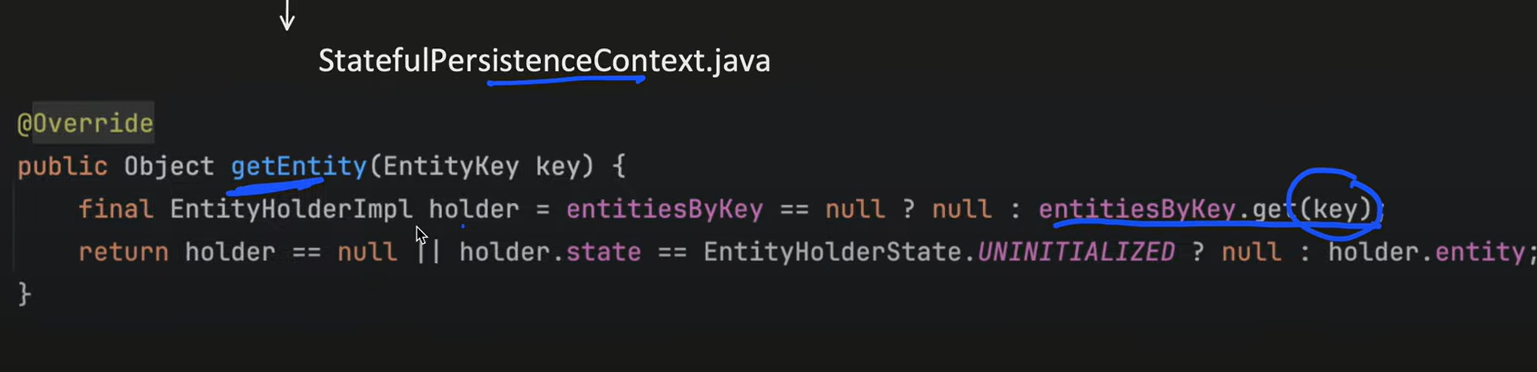 StatefulPersistenceContext.java
@Override
public Object getEntity(EntityKey key) {
final EntityHolderImpl holder = entitiesByKey == null ? null : entitiesByKey.get(key);
return holder == null || holder.state == EntityHolderState.UNINITIALIZED ? null : holder.entity;
}